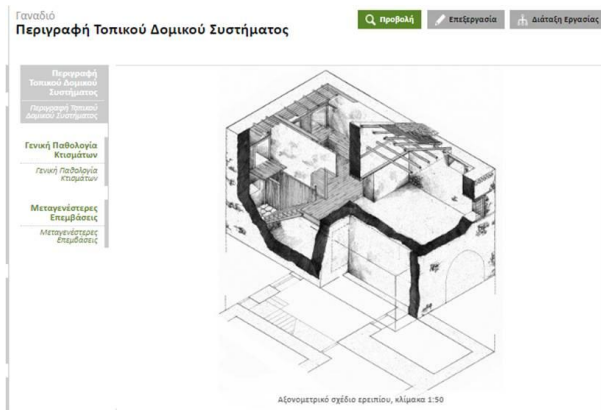 Γαναδιό
Περιγραφή Τοπικού Δομικού Συστήματος
Προβολή
Επεξεργασία
Διάταξη Εργασίας
Περιγραφή
Τοπικού Δομικού
Συστήματος
Περιγραφή Τοπικού
Δομικού Συστήματος
Γενική Παθολογία
Κτισμάτων
Γενική Παθολογία
Κτισμάτων
Μεταγενέστερες
Επεμβάσεις
Μεταγενέστερες
Επεμβάσεις
Αξονομετρικό σχέδιο ερειπίου, κλίμακα 1:50